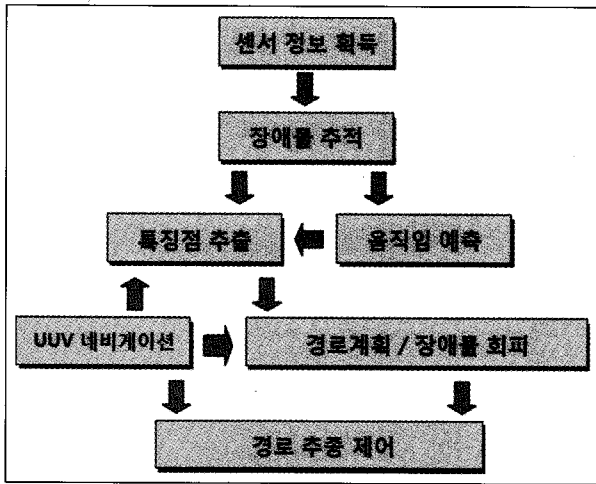 센서 정보 획득
장애물 추적
특징점 추출
움직임 예측
UUV 네비게이션
경로계획 / 장애물 회피
경로 추종 제어